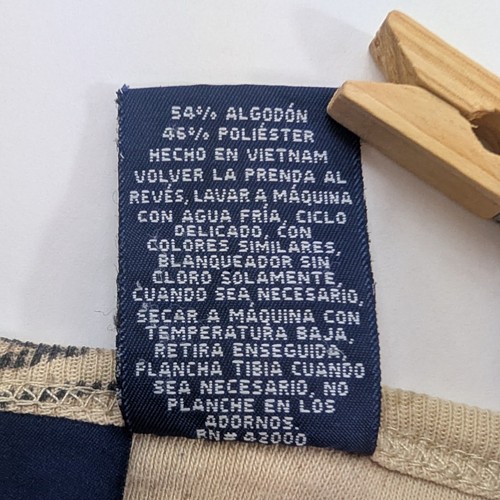 54% ALGODÓN
46% POLIÉSTER
HECHO EN VIETNAM
VOLVER LA PRENDA AL
REVÉS, LAVAR A MÁQUINA
CON AGUA FRÍA, CICLO
DELICADO, CON
COLORES SIMILARES,
BLANQUEADOR SIN
CLORO SOLAMENTE,
CUANDO SEA NECESARIO,
SECAR A MÁQUINA CON
TEMPERATURA BAJA,
RETIRA ENSEGUIDA,
PLANCHA TIBIA CUANDO
SEA NECESARIO, NO
PLANCHE EN LOS
ADORNOS.
RN# 42000